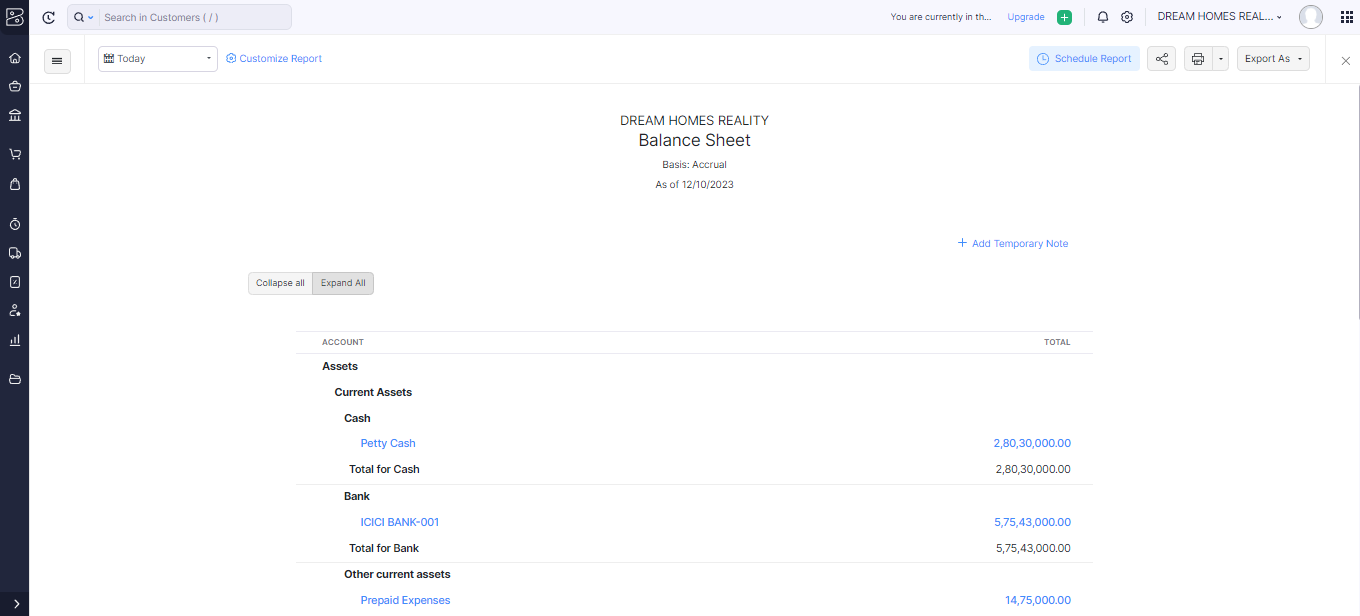 Search in Customers ( / )
You are currently in th...
Upgrade
DREAM HOMES REAL...
Today
Customize Report
Schedule Report
Export As
DREAM HOMES REALITY
Balance Sheet
Basis: Accrual
As of 12/10/2023
Add Temporary Note
Collapse all
Expand All
ACCOUNT TOTAL
Assets
Current Assets
Cash
Petty Cash 2,80,30,000.00
Total for Cash 2,80,30,000.00
Bank
ICICI BANK-001 5,75,43,000.00
Total for Bank 5,75,43,000.00
Other current assets
Prepaid Expenses 14,75,000.00